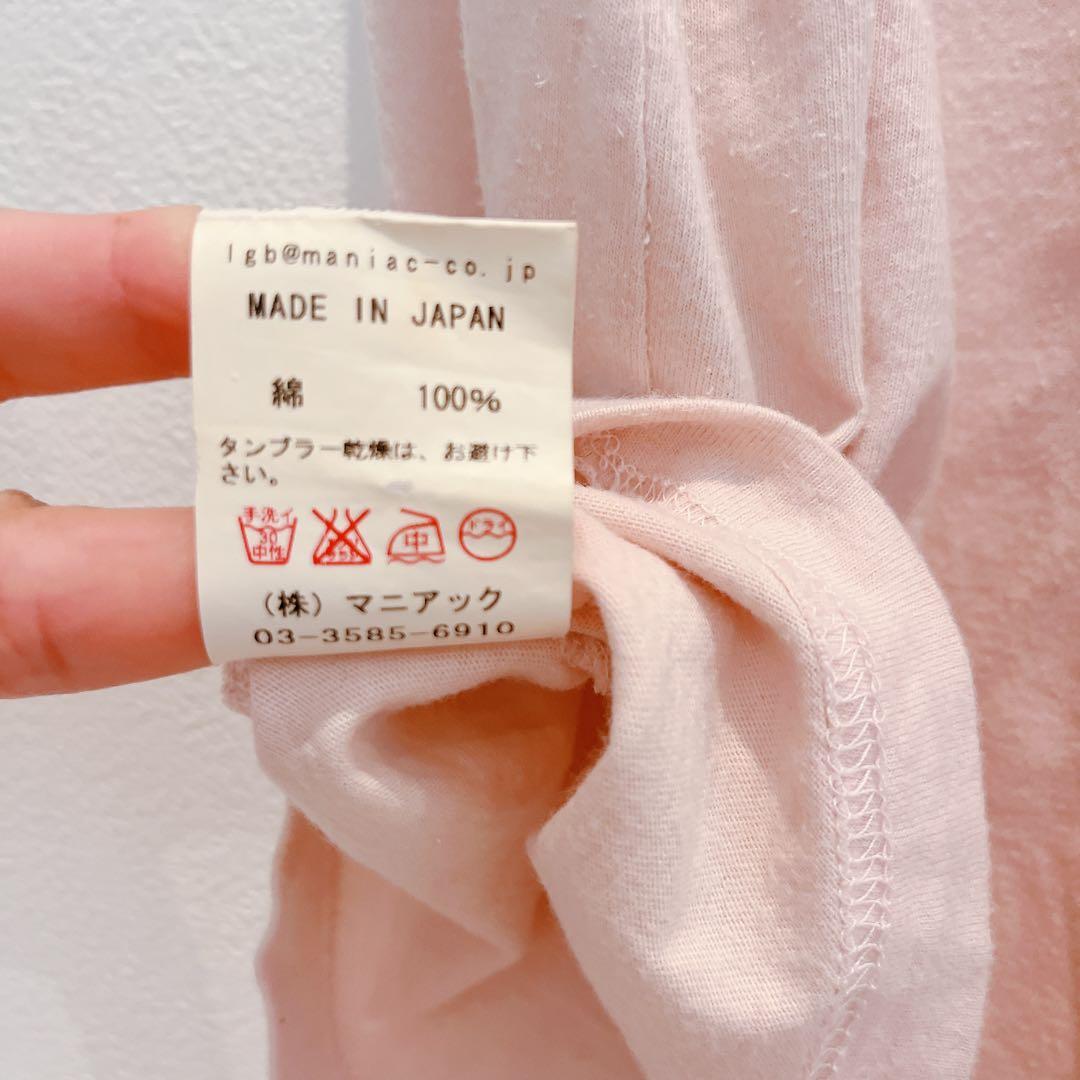 lgb@maniac-co.jp
MADE IN JAPAN
綿 100%
タンブラー乾燥は、お避け下
さい。
手洗イ 30 中性 中 ドライ
(株) マニアック
03-3585-6910